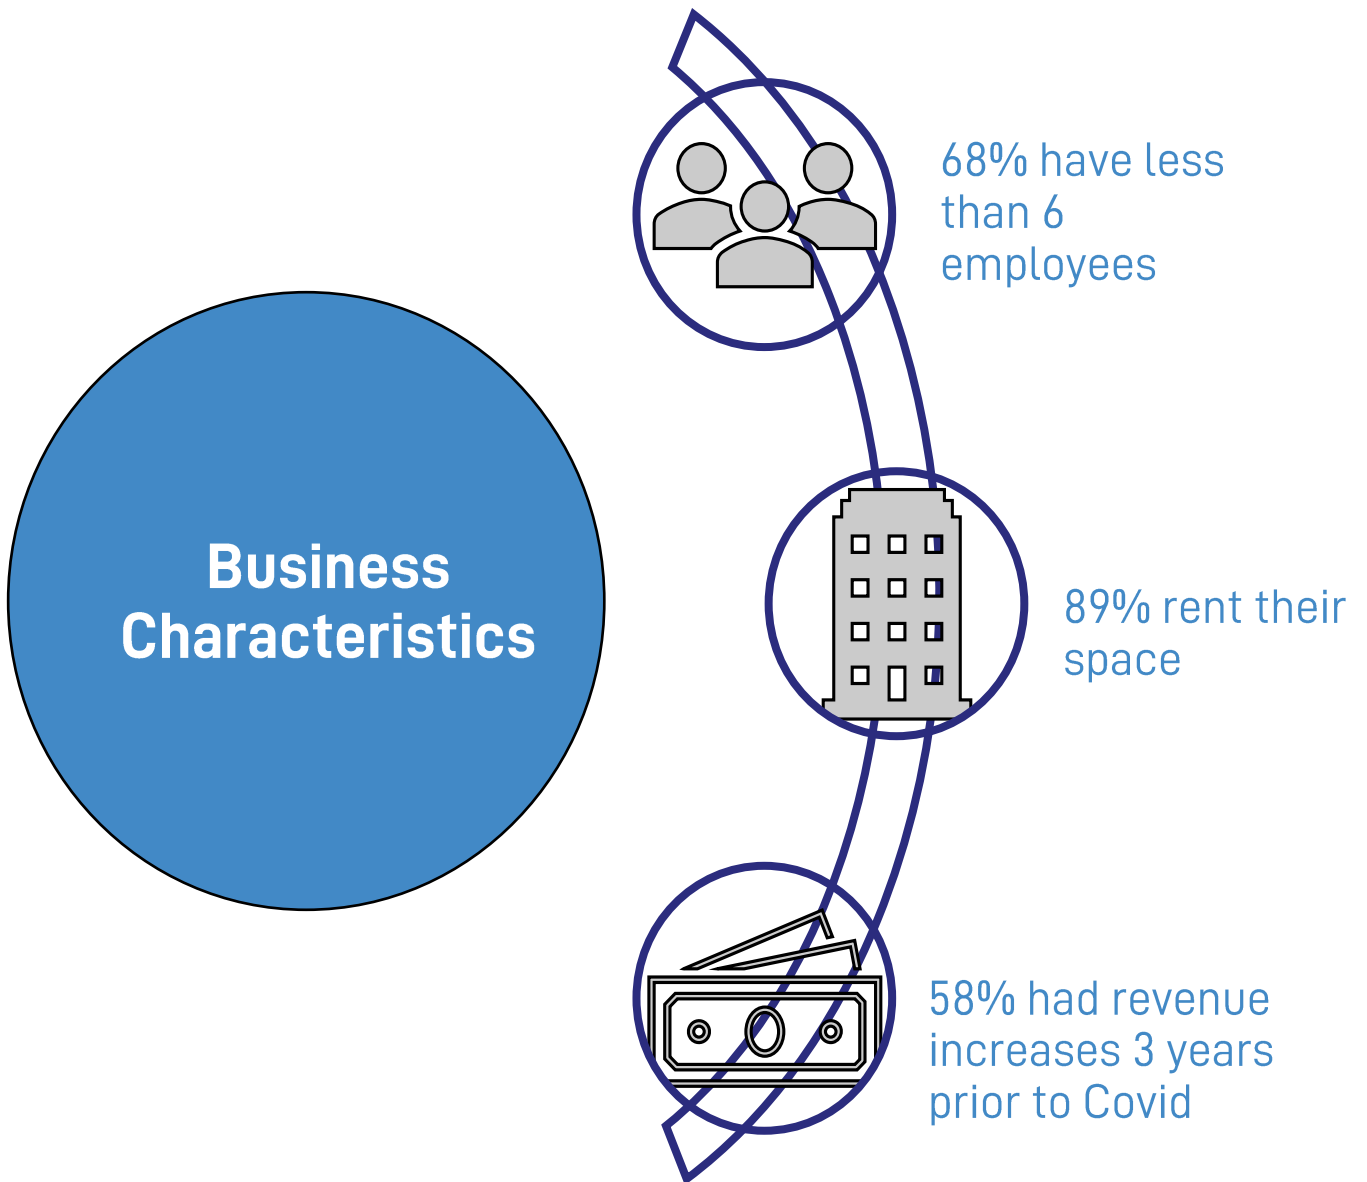 68% have less
than 6
employees
Business
Characteristics
89% rent their
space
58% had revenue
increases 3 years
prior to Covid